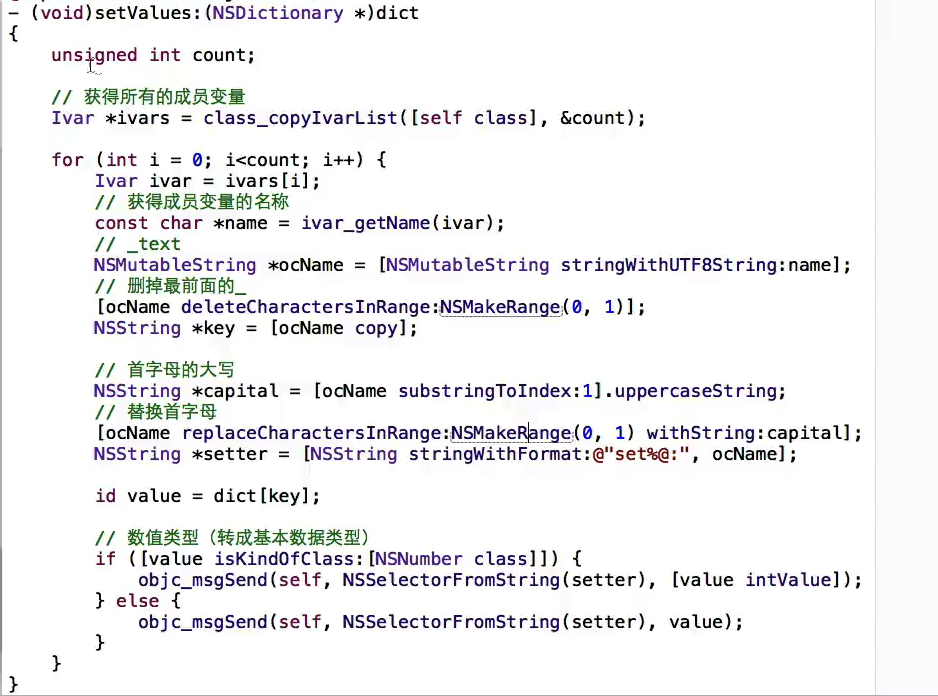 - (void)setValues:(NSDictionary *)dict
{
    unsigned int count;

    // 获得所有的成员变量
    Ivar *ivars = class_copyIvarList([self class], &count);

    for (int i = 0; i<count; i++) {
        Ivar ivar = ivars[i];
        // 获得成员变量的名称
        const char *name = ivar_getName(ivar);
        // _text
        NSMutableString *ocName = [NSMutableString stringWithUTF8String:name];
        // 删掉最前面的_
        [ocName deleteCharactersInRange:NSMakeRange(0, 1)];
        NSString *key = [ocName copy];

        // 首字母的大写
        NSString *capital = [ocName substringToIndex:1].uppercaseString;
        // 替换首字母
        [ocName replaceCharactersInRange:NSMakeRange(0, 1) withString:capital];
        NSString *setter = [NSString stringWithFormat:@"set%@:", ocName];

        id value = dict[key];

        // 数值类型（转成基本数据类型）
        if ([value isKindOfClass:[NSNumber class]]) {
            objc_msgSend(self, NSSelectorFromString(setter), [value intValue]);
        } else {
            objc_msgSend(self, NSSelectorFromString(setter), value);
        }
    }
}